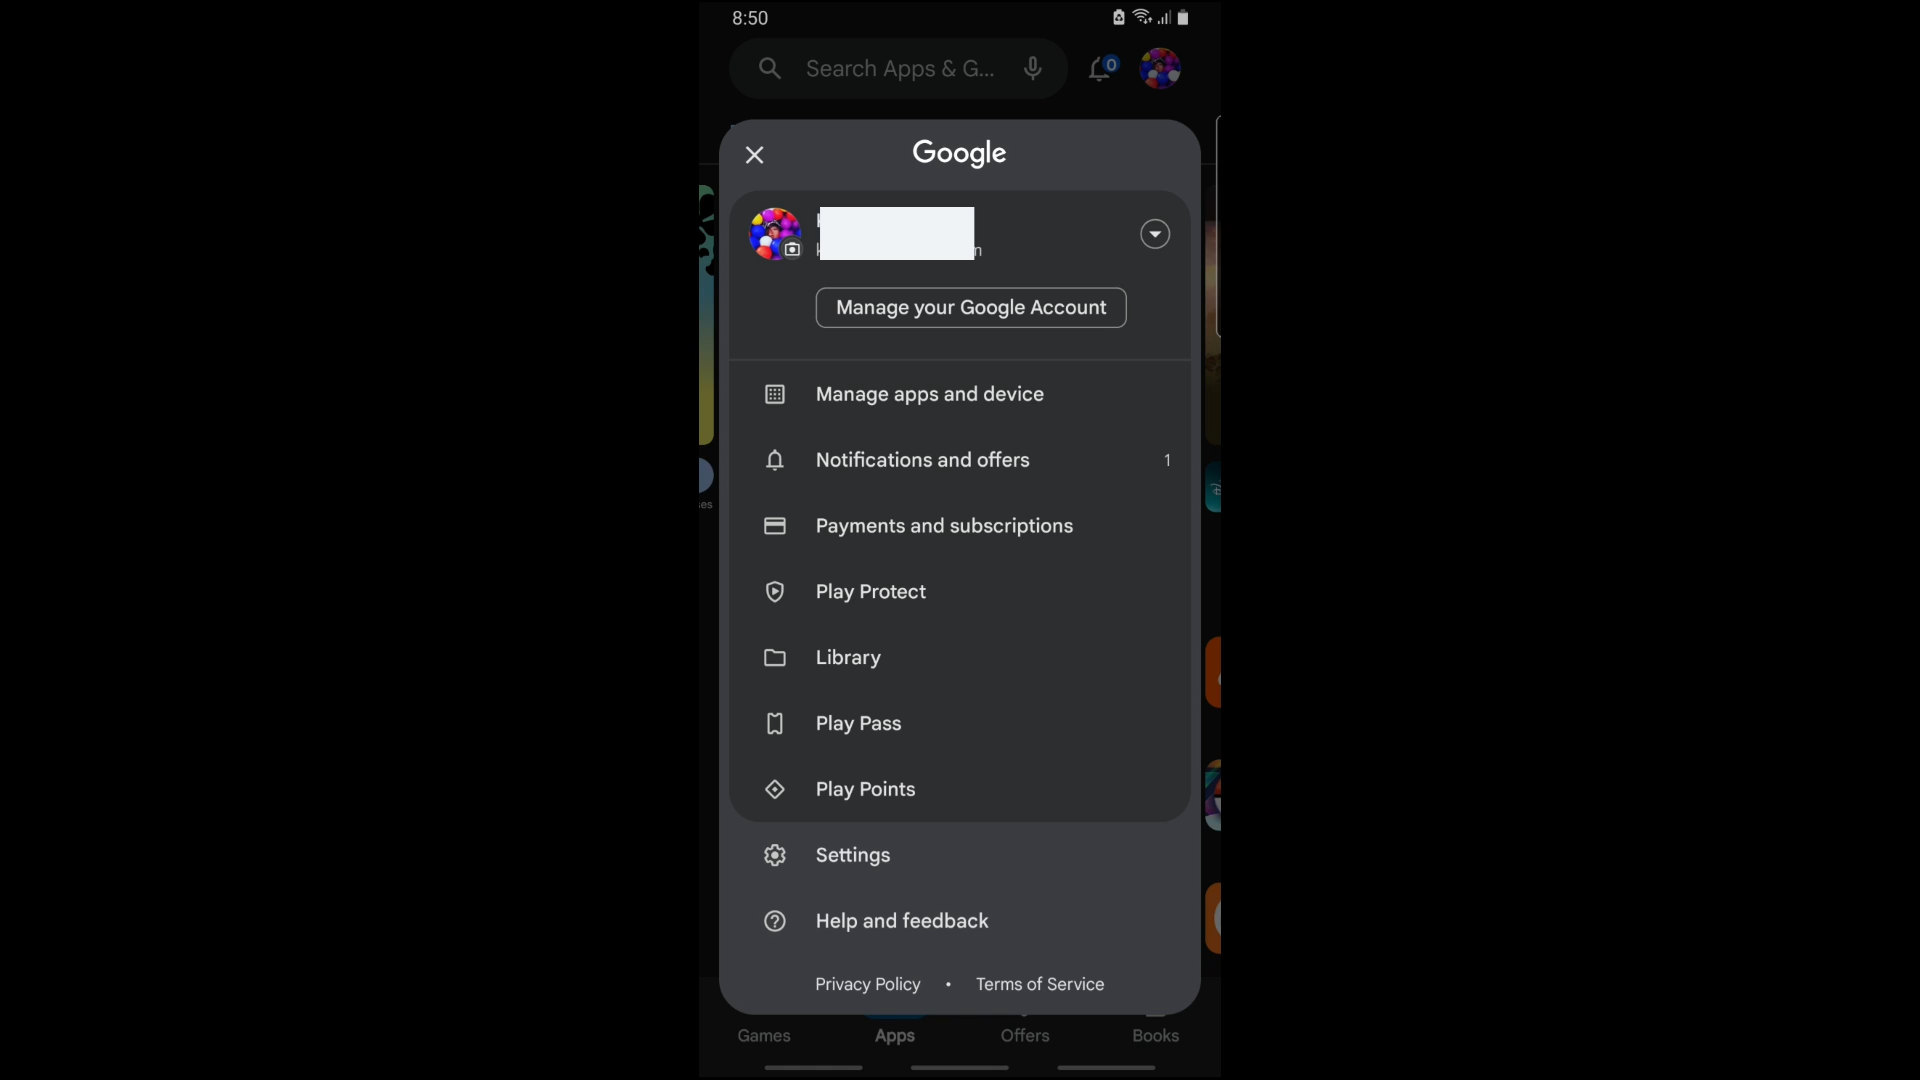 8:50
Search Apps & G...
0
Google
Manage your Google Account
Manage apps and device
Notifications and offers 1
Payments and subscriptions
Play Protect
Library
Play Pass
Play Points
Settings
Help and feedback
Privacy Policy • Terms of Service
Games Apps Offers Books